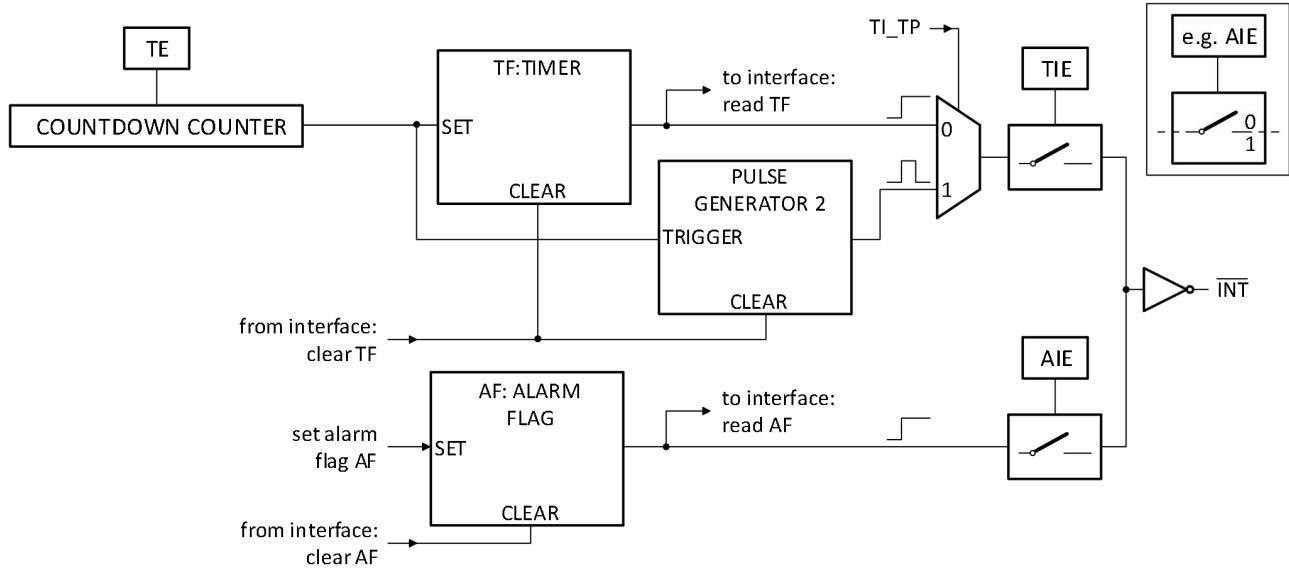 TE
COUNTDOWN COUNTER
TF:TIMER
SET
CLEAR
to interface:
read TF
TI_TP
0
1
TIE
e.g. AIE
0
1
PULSE
GENERATOR 2
TRIGGER
CLEAR
from interface:
clear TF
INT
AF: ALARM
FLAG
SET
CLEAR
set alarm
flag AF
from interface:
clear AF
to interface:
read AF
AIE